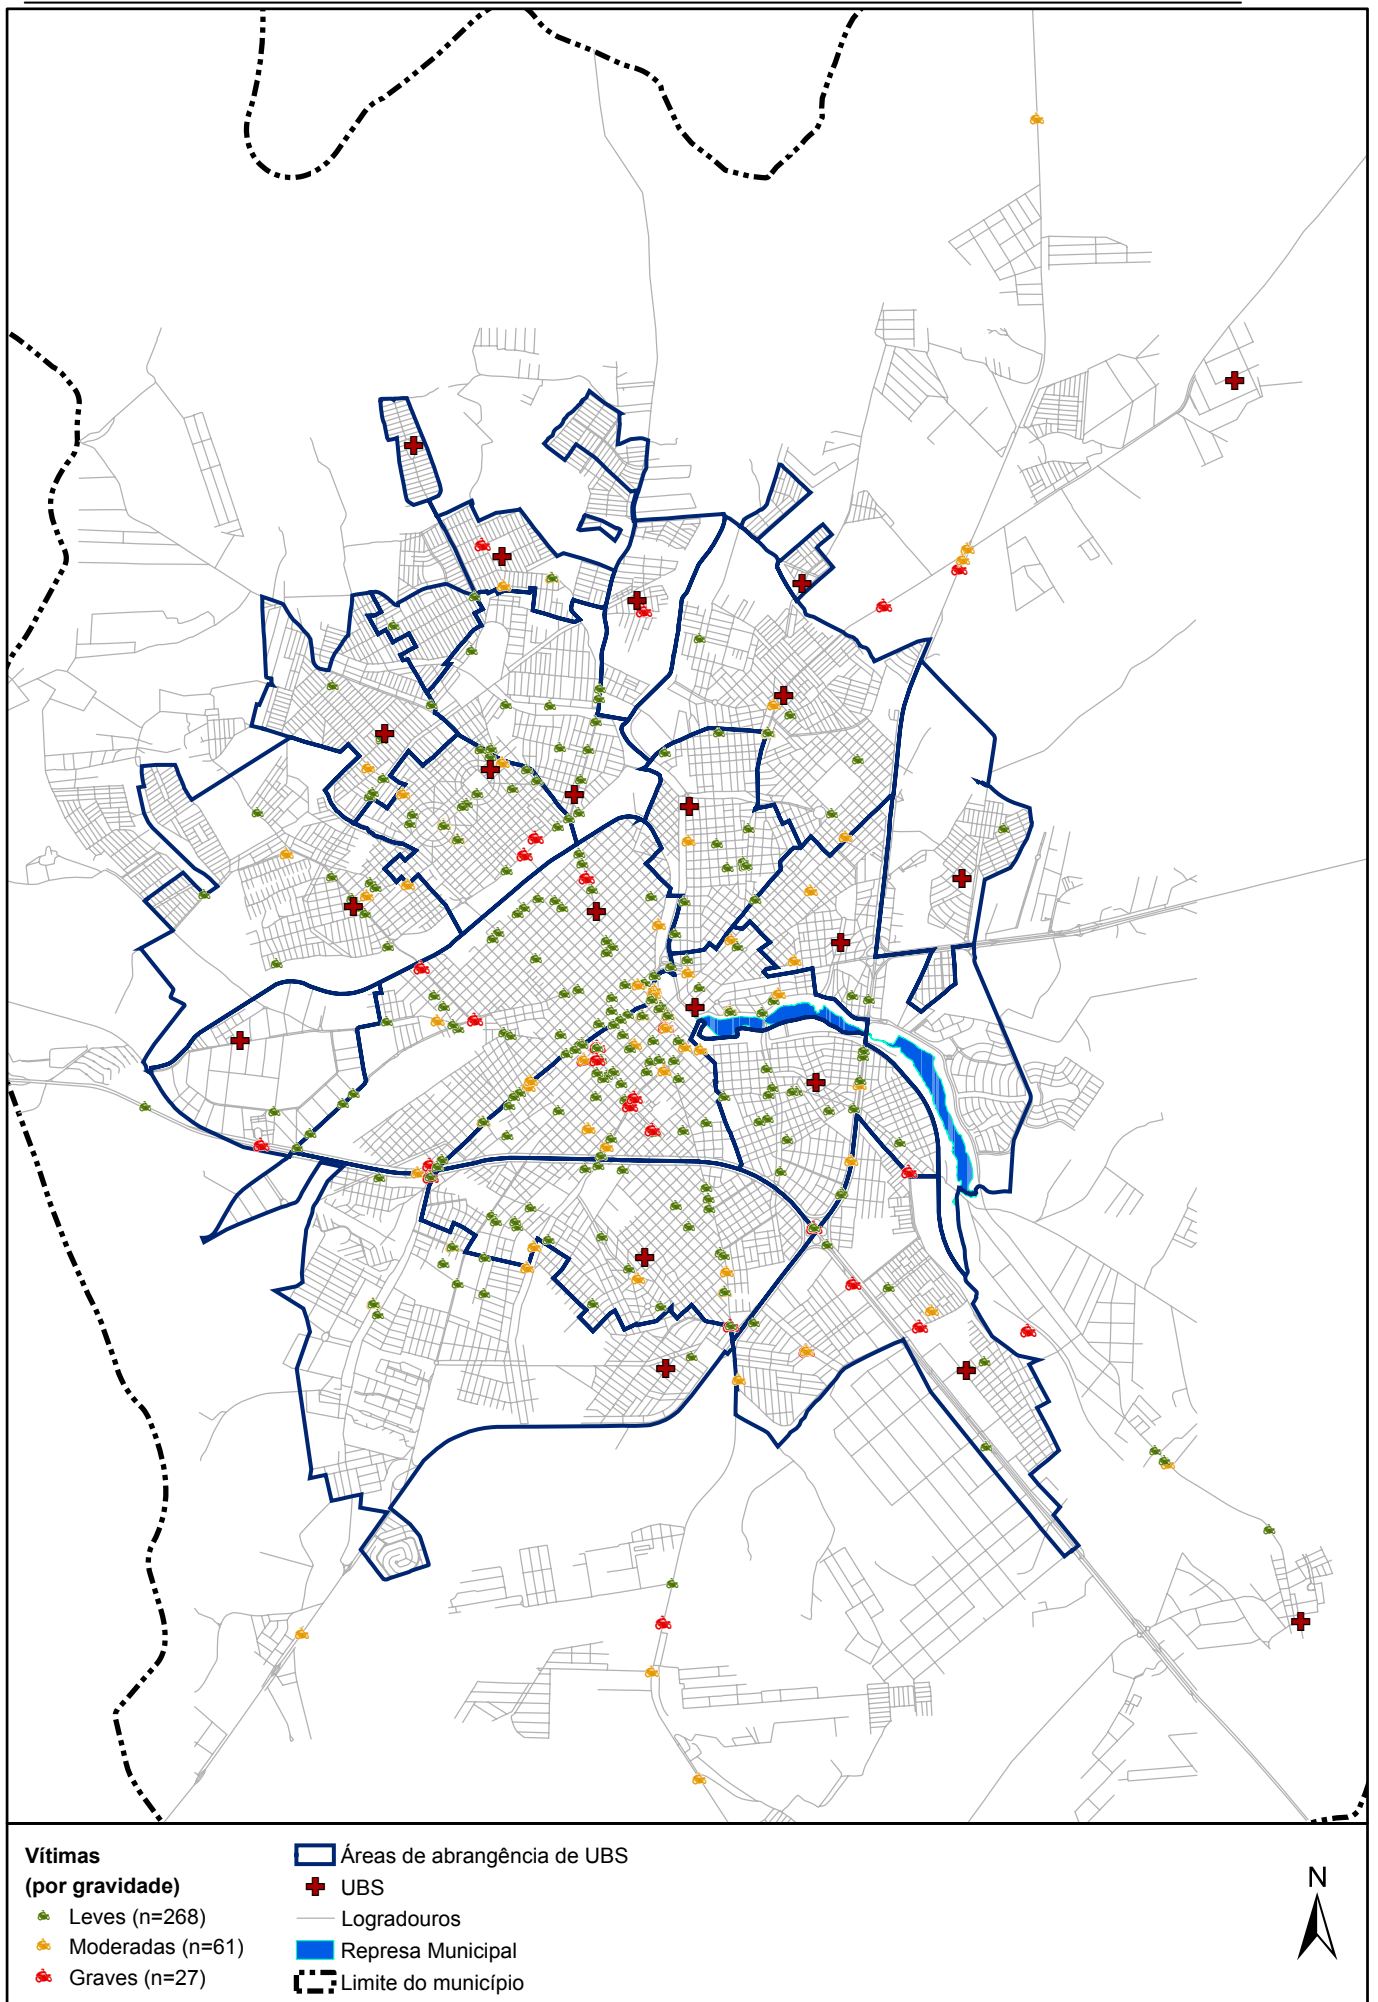 Vítimas
(por gravidade)
Leves (n=268)
Moderadas (n=61)
Graves (n=27)
Áreas de abrangência de UBS
UBS
Logradouros
Represa Municipal
Limite do município
N